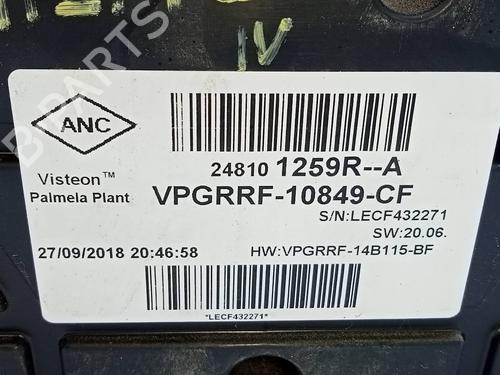 B PARTS
ANC
24810 1259R--A
Visteon™
Palmela Plant
VPGRRF-10849-CF
S/N:LECF432271
SW:20.06.
27/09/2018 20:46:58
HW:VPGRRF-14B115-BF
*LECF432271*